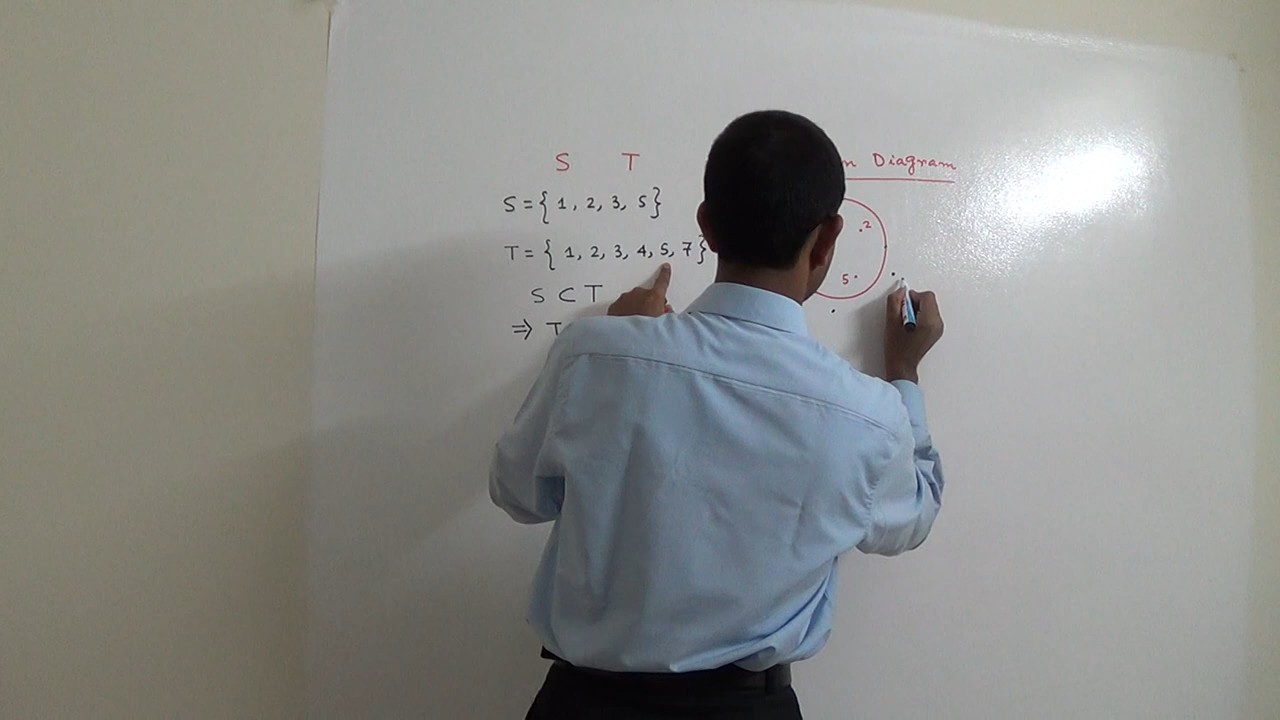 S T
Diagram
S = { 1, 2, 3, 5}
T = { 1, 2, 3, 4, 5, 7}
S ⊂ T
⇒ T
.2
5.